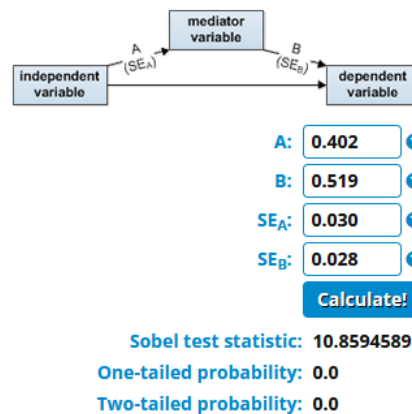 mediator
variable
A
(SEA)
B
(SEB)
independent
variable
dependent
variable
A: 0.402
B: 0.519
SEA: 0.030
SEB: 0.028
Calculate!
Sobel test statistic: 10.8594589
One-tailed probability: 0.0
Two-tailed probability: 0.0